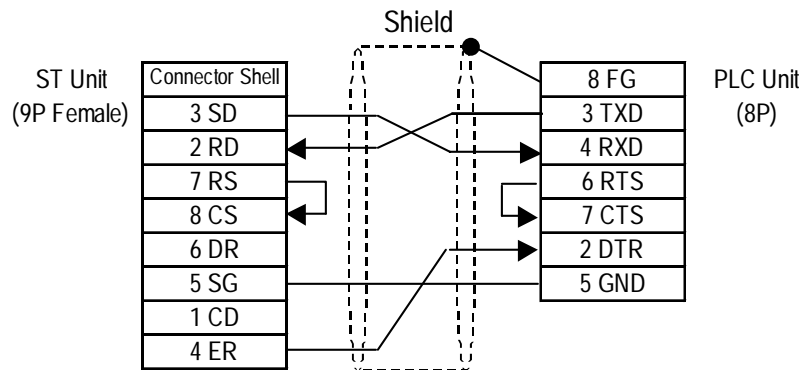 Shield
ST Unit
(9P Female)
Connector Shell
3 SD
2 RD
7 RS
8 CS
6 DR
5 SG
1 CD
4 ER
8 FG
3 TXD
4 RXD
6 RTS
7 CTS
2 DTR
5 GND
PLC Unit
(8P)